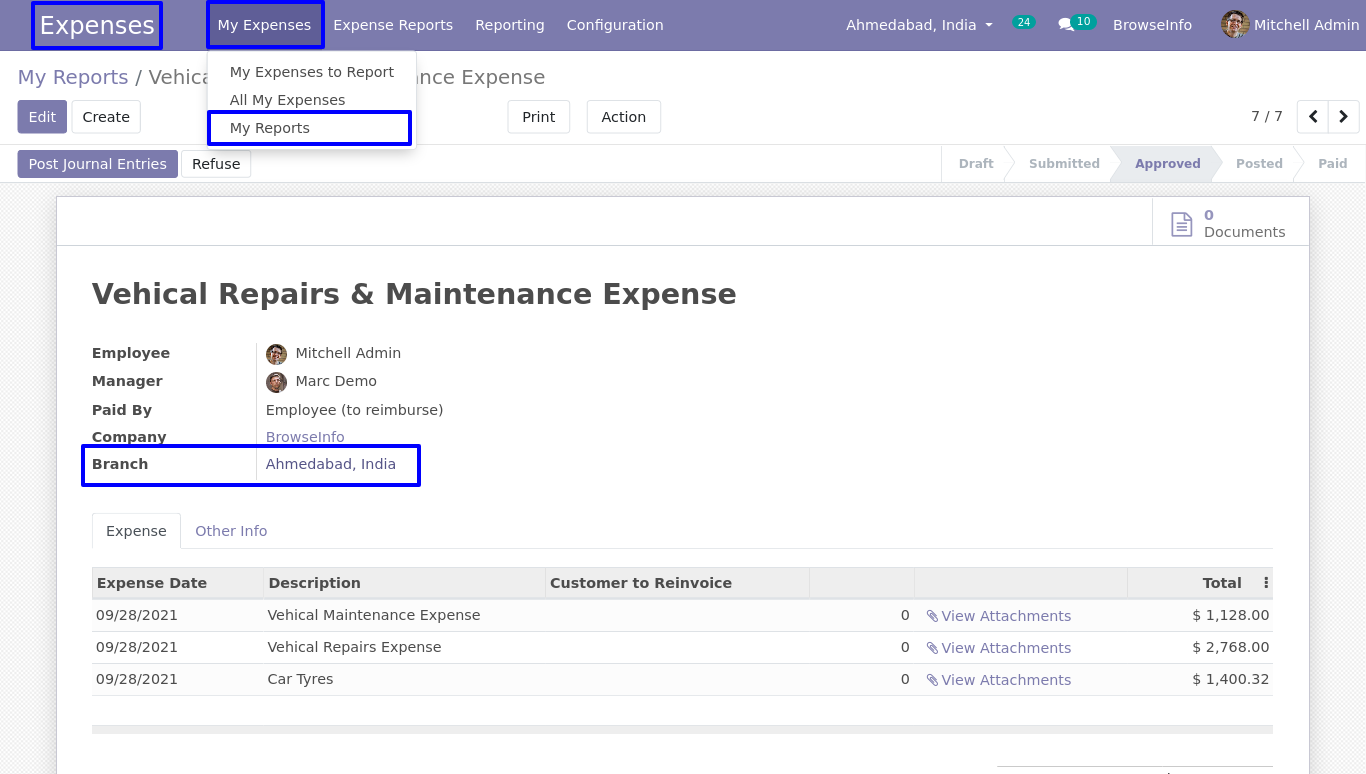 Expenses My Expenses Expense Reports Reporting Configuration Ahmedabad, India 24 10 BrowseInfo Mitchell Admin
My Reports / Vehica nce Expense
My Expenses to Report
All My Expenses
My Reports
Edit Create Print Action 7 / 7
Post Journal Entries Refuse Draft Submitted Approved Posted Paid
0
Documents
Vehical Repairs & Maintenance Expense
Employee Mitchell Admin
Manager Marc Demo
Paid By Employee (to reimburse)
Company BrowseInfo
Branch Ahmedabad, India
Expense Other Info
Expense Date Description Customer to Reinvoice Total
09/28/2021 Vehical Maintenance Expense 0 View Attachments $ 1,128.00
09/28/2021 Vehical Repairs Expense 0 View Attachments $ 2,768.00
09/28/2021 Car Tyres 0 View Attachments $ 1,400.32